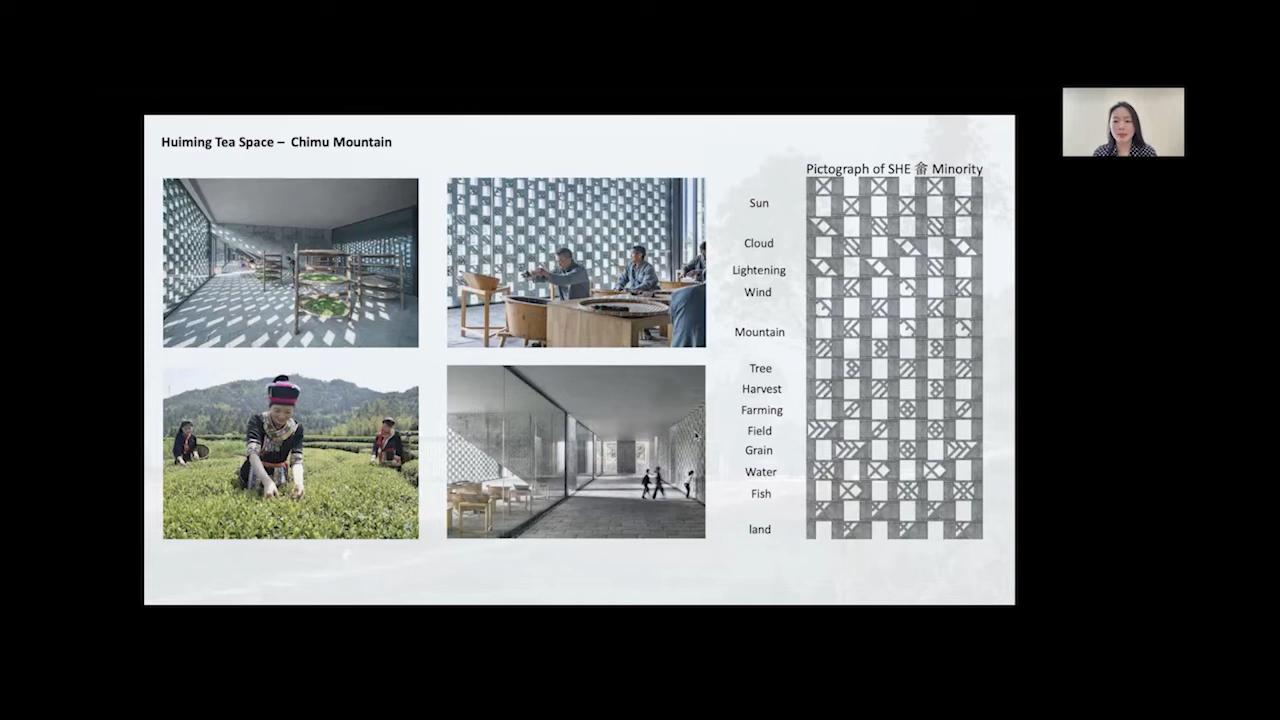 Huiming Tea Space – Chimu Mountain
Pictograph of SHE 畲 Minority
Sun
Cloud
Lightening
Wind
Mountain
Tree
Harvest
Farming
Field
Grain
Water
Fish
land